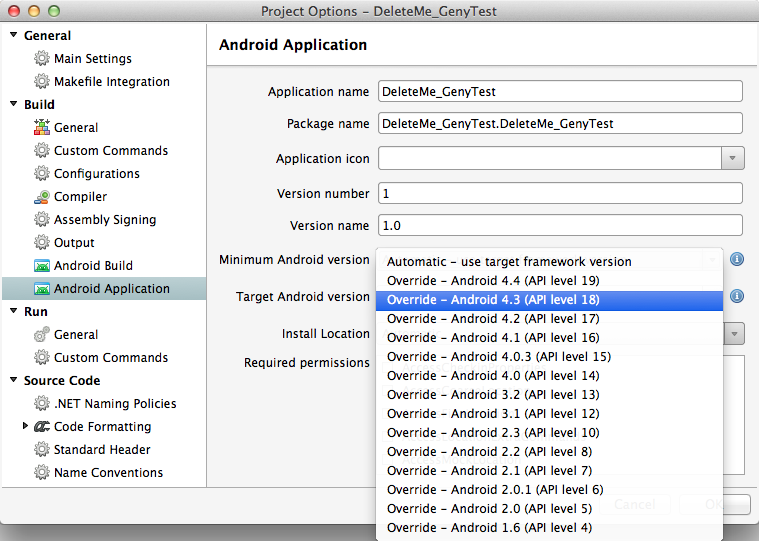 Project Options – DeleteMe_GenyTest
General
Main Settings
Makefile Integration
Build
General
Custom Commands
Configurations
Compiler
Assembly Signing
Output
Android Build
Android Application
Run
General
Custom Commands
Source Code
.NET Naming Policies
Code Formatting
Standard Header
Name Conventions
Android Application
Application name DeleteMe_GenyTest
Package name DeleteMe_GenyTest.DeleteMe_GenyTest
Application icon
Version number 1
Version name 1.0
Minimum Android version
Target Android version
Install Location
Required permissions
Automatic – use target framework version
Override – Android 4.4 (API level 19)
Override – Android 4.3 (API level 18)
Override – Android 4.2 (API level 17)
Override – Android 4.1 (API level 16)
Override – Android 4.0.3 (API level 15)
Override – Android 4.0 (API level 14)
Override – Android 3.2 (API level 13)
Override – Android 3.1 (API level 12)
Override – Android 2.3 (API level 10)
Override – Android 2.2 (API level 8)
Override – Android 2.1 (API level 7)
Override – Android 2.0.1 (API level 6)
Override – Android 2.0 (API level 5)
Override – Android 1.6 (API level 4)
Cancel
OK